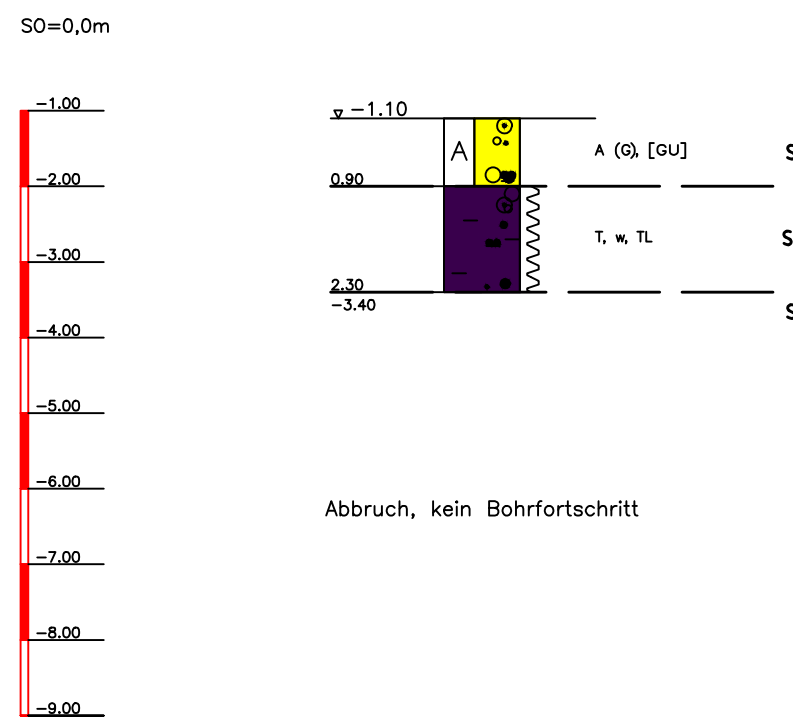 SO=0,0m
-1.00
-2.00
-3.00
-4.00
-5.00
-6.00
-7.00
-8.00
-9.00
-1.10
A
A (G), [GU]
S
0.90
T, w, TL
S
2.30
-3.40
S
Abbruch, kein Bohrfortschritt